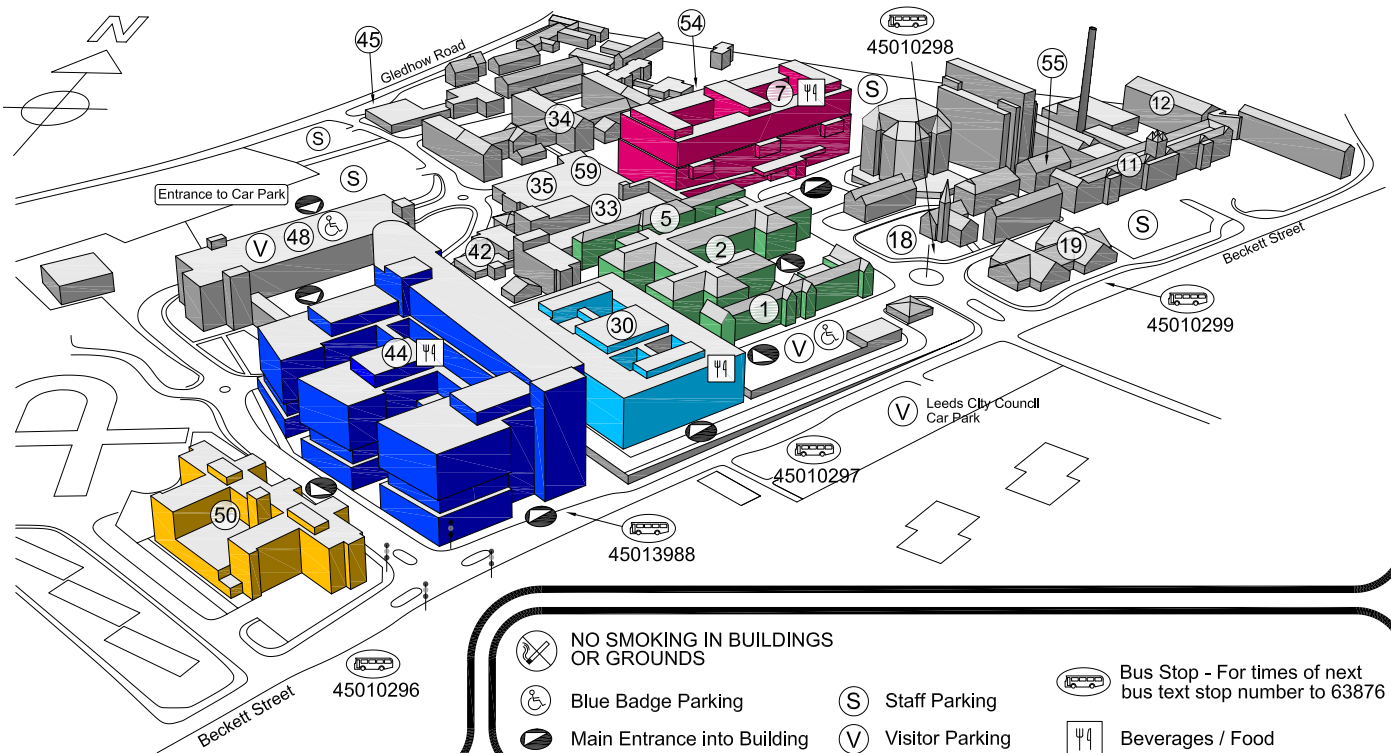 N
45
Gledhow Road
54
45010298
55
7
S
12
34
S
11
59
S
Entrance to Car Park
35
33
5
S
V
48
42
2
18
19
Beckett Street
1
45010299
30
44
V
V
Leeds City Council
Car Park
45010297
50
45013988
45010296
Beckett Street
NO SMOKING IN BUILDINGS
OR GROUNDS
Blue Badge Parking
S Staff Parking
Bus Stop - For times of next
bus text stop number to 63876
Main Entrance into Building
V Visitor Parking
Beverages / Food